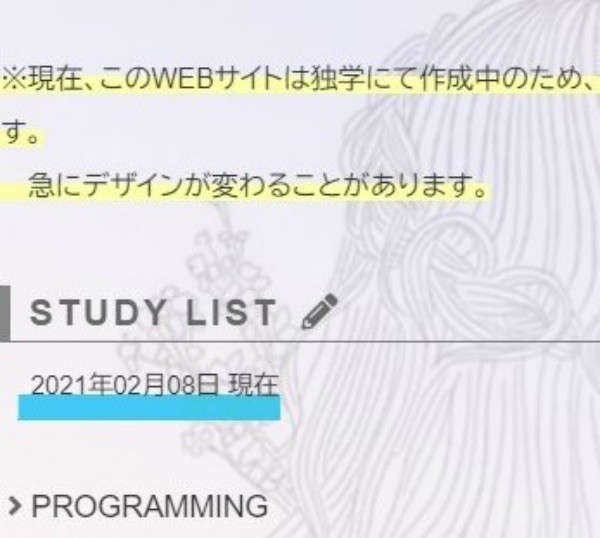 ※現在、このWEBサイトは独学にて作成中のため、
す。
急にデザインが変わることがあります。
STUDY LIST
2021年02月08日 現在
PROGRAMMING